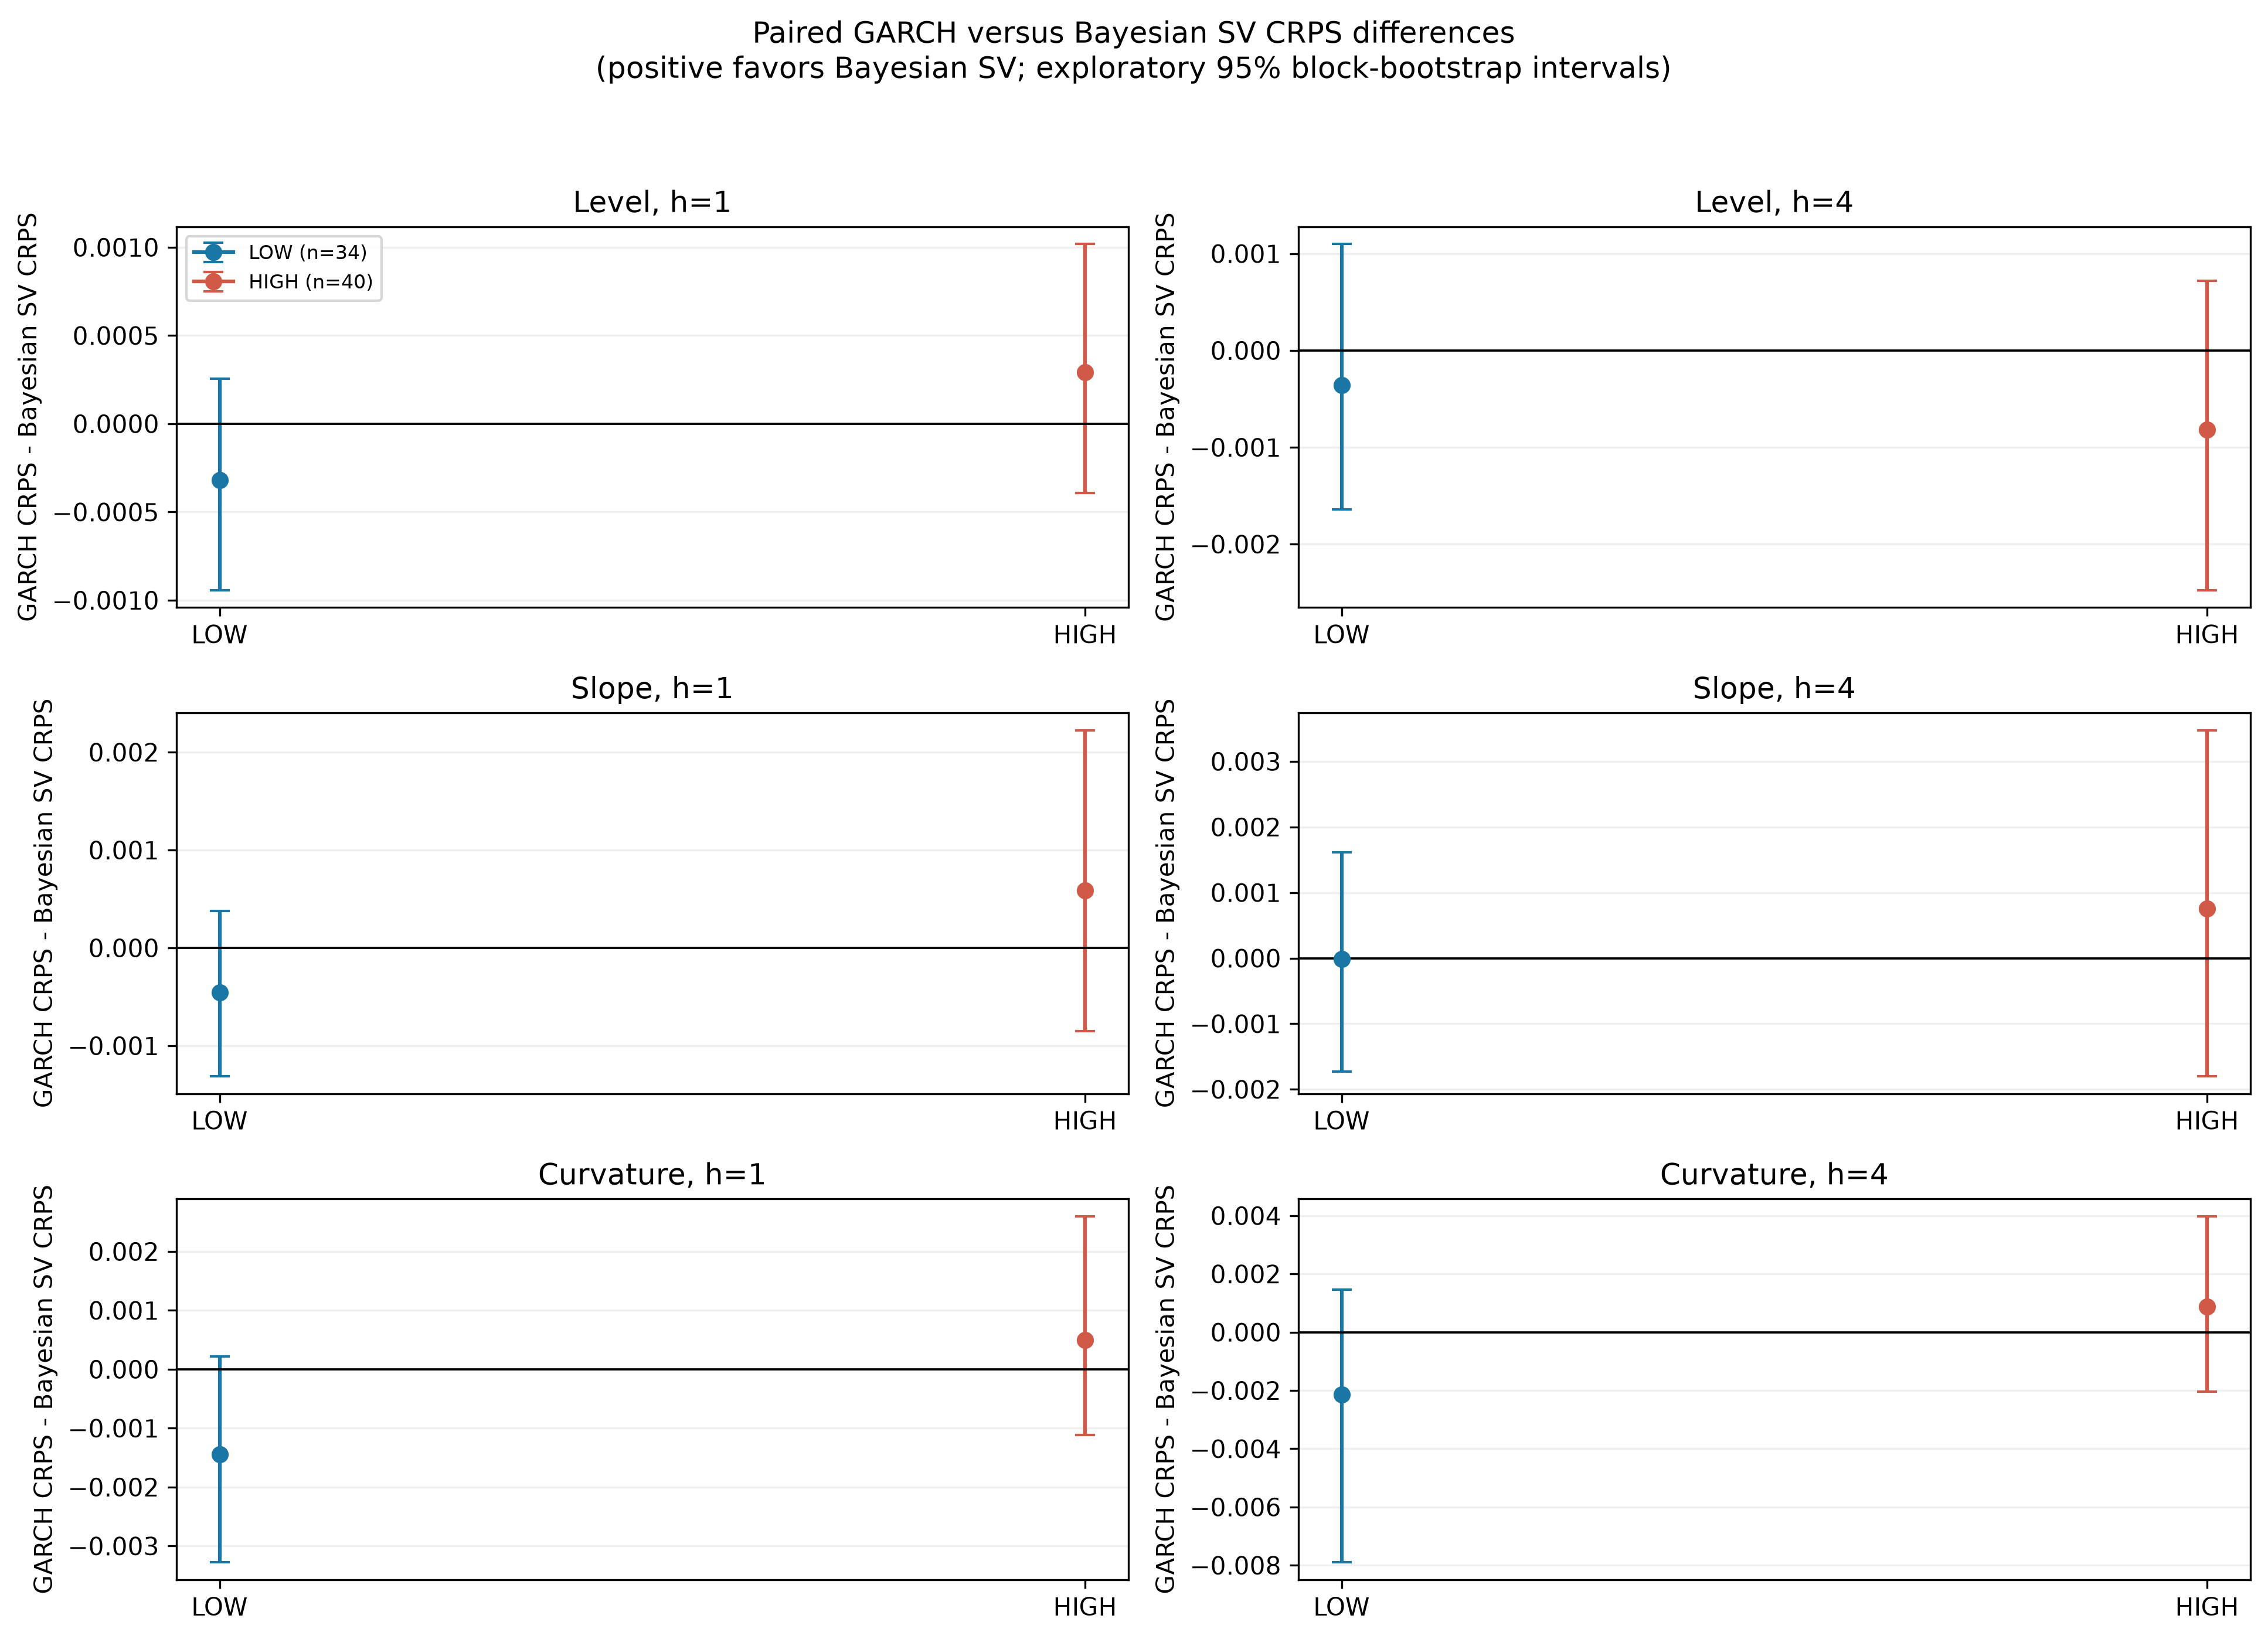 Paired GARCH versus Bayesian SV CRPS differences
(positive favors Bayesian SV; exploratory 95% block-bootstrap intervals)
Level, h=1
GARCH CRPS - Bayesian SV CRPS
0.0010
0.0005
0.0000
−0.0005
−0.0010
LOW (n=34)
HIGH (n=40)
LOW
HIGH
Level, h=4
GARCH CRPS - Bayesian SV CRPS
0.001
0.000
−0.001
−0.002
LOW
HIGH
Slope, h=1
GARCH CRPS - Bayesian SV CRPS
0.002
0.001
0.000
−0.001
LOW
HIGH
Slope, h=4
GARCH CRPS - Bayesian SV CRPS
0.003
0.002
0.001
0.000
−0.001
−0.002
LOW
HIGH
Curvature, h=1
GARCH CRPS - Bayesian SV CRPS
0.002
0.001
0.000
−0.001
−0.002
−0.003
LOW
HIGH
Curvature, h=4
GARCH CRPS - Bayesian SV CRPS
0.004
0.002
0.000
−0.002
−0.004
−0.006
−0.008
LOW
HIGH